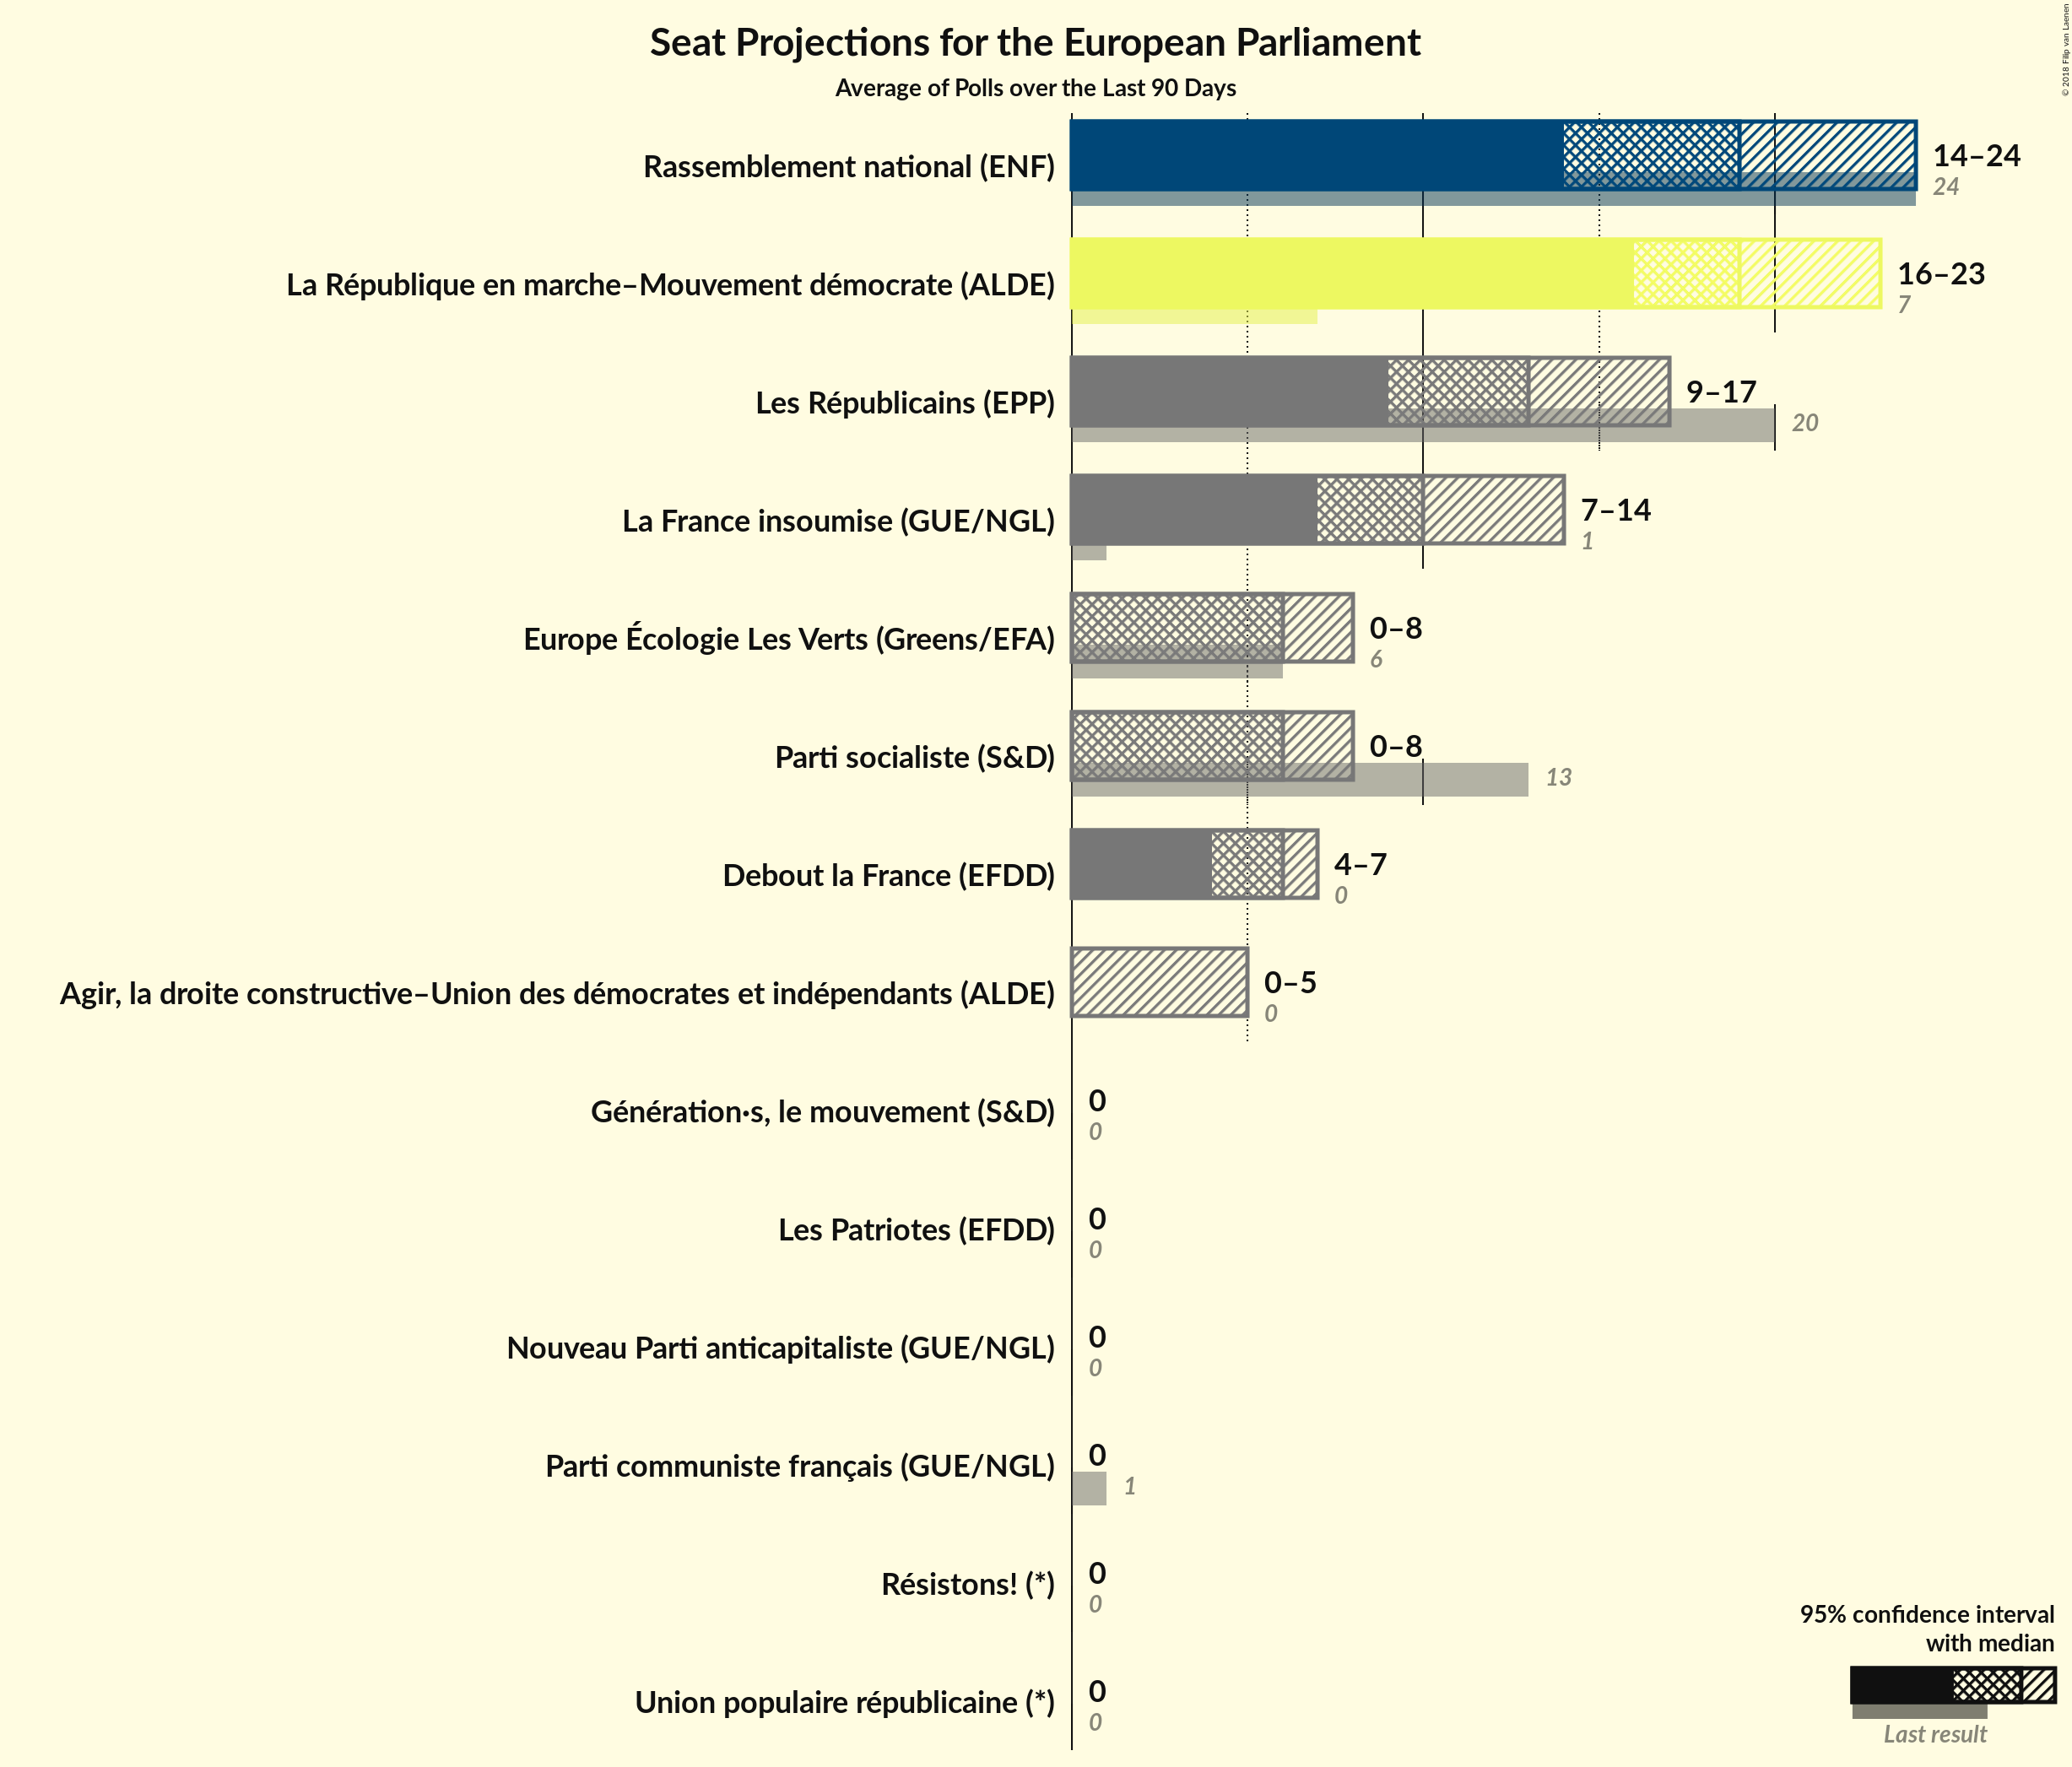 Seat Projections for the European Parliament
Average of Polls over the Last 90 Days
© 2018 Filip van Laenen
Rassemblement national (ENF)
14–24
24
La République en marche–Mouvement démocrate (ALDE)
16–23
7
Les Républicains (EPP)
9–17
20
La France insoumise (GUE/NGL)
7–14
1
Europe Écologie Les Verts (Greens/EFA)
0–8
6
Parti socialiste (S&D)
0–8
13
Debout la France (EFDD)
4–7
0
Agir, la droite constructive–Union des démocrates et indépendants (ALDE)
0–5
0
Génération·s, le mouvement (S&D)
0
0
Les Patriotes (EFDD)
0
0
Nouveau Parti anticapitaliste (GUE/NGL)
0
0
Parti communiste français (GUE/NGL)
0
1
Résistons! (*)
0
0
Union populaire républicaine (*)
0
0
95% confidence interval
with median
Last result